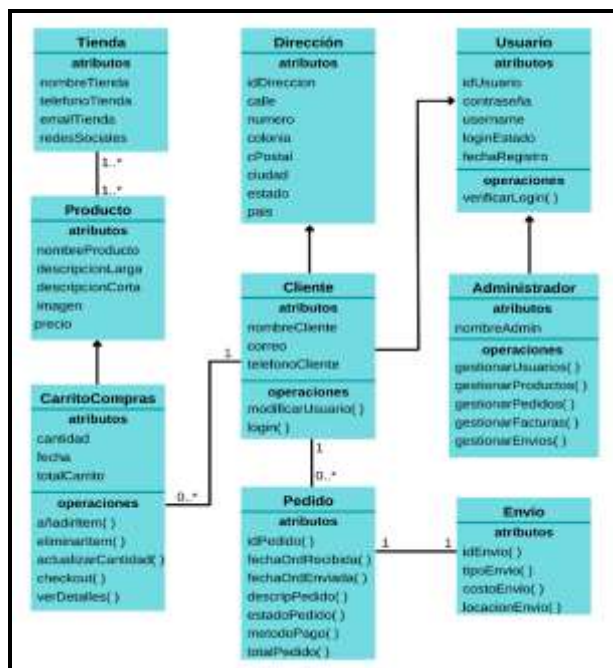 Tienda
atributos
nombreTienda
telefonoTienda
emailTienda
redesSociales
1..*
1..*
Producto
atributos
nombreProducto
descripcionLarga
descripcionCorta
imagen
precio
CarritoCompras
atributos
cantidad
fecha
totalCarrito
operaciones
añadirItem( )
eliminarItem( )
actualizarCantidad( )
checkout( )
verDetalles( )
0..*
1
Dirección
atributos
idDireccion
calle
numero
colonia
cPostal
ciudad
estado
pais
Cliente
atributos
nombreCliente
correo
telefonoCliente
operaciones
modificarUsuario( )
login( )
1
0..*
Pedido
atributos
idPedido( )
fechaOrdRecibida( )
fechaOrdEnviada( )
descripPedido( )
estadoPedido( )
metodoPago( )
totalPedido( )
1
1
Usuario
atributos
idUsuario
contraseña
username
loginEstado
fechaRegistro
operaciones
verificarLogin( )
Administrador
atributos
nombreAdmin
operaciones
gestionarUsuarios( )
gestionarProductos( )
gestionarPedidos( )
gestionarFacturas( )
gestionarEnvios( )
Envio
atributos
idEnvio( )
tipoEnvio( )
costoEnvio( )
locacionEnvio( )